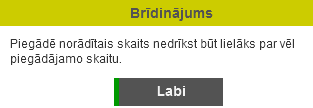 Brīdinājums
Piegādē norādītais skaits nedrīkst būt lielāks par vēl
piegādājamo skaitu.
Labi